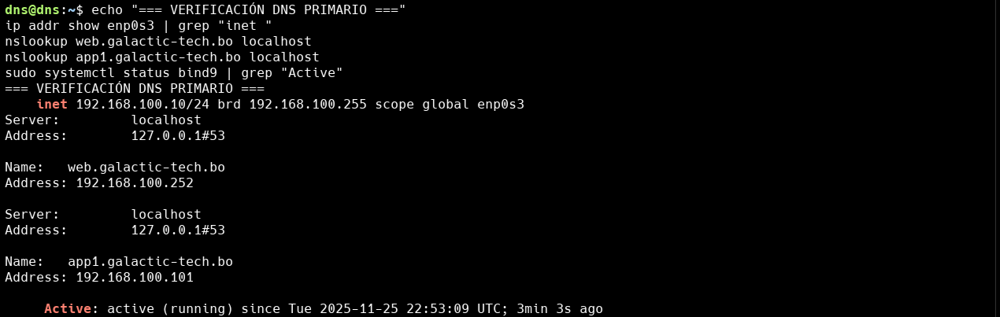 dns@dns:~$ echo "=== VERIFICACIÓN DNS PRIMARIO ==="
ip addr show enp0s3 | grep "inet "
nslookup web.galactic-tech.bo localhost
nslookup app1.galactic-tech.bo localhost
sudo systemctl status bind9 | grep "Active"
=== VERIFICACIÓN DNS PRIMARIO ===
    inet 192.168.100.10/24 brd 192.168.100.255 scope global enp0s3
Server:         localhost
Address:        127.0.0.1#53

Name:   web.galactic-tech.bo
Address: 192.168.100.252

Server:         localhost
Address:        127.0.0.1#53

Name:   app1.galactic-tech.bo
Address: 192.168.100.101

     Active: active (running) since Tue 2025-11-25 22:53:09 UTC; 3min 3s ago